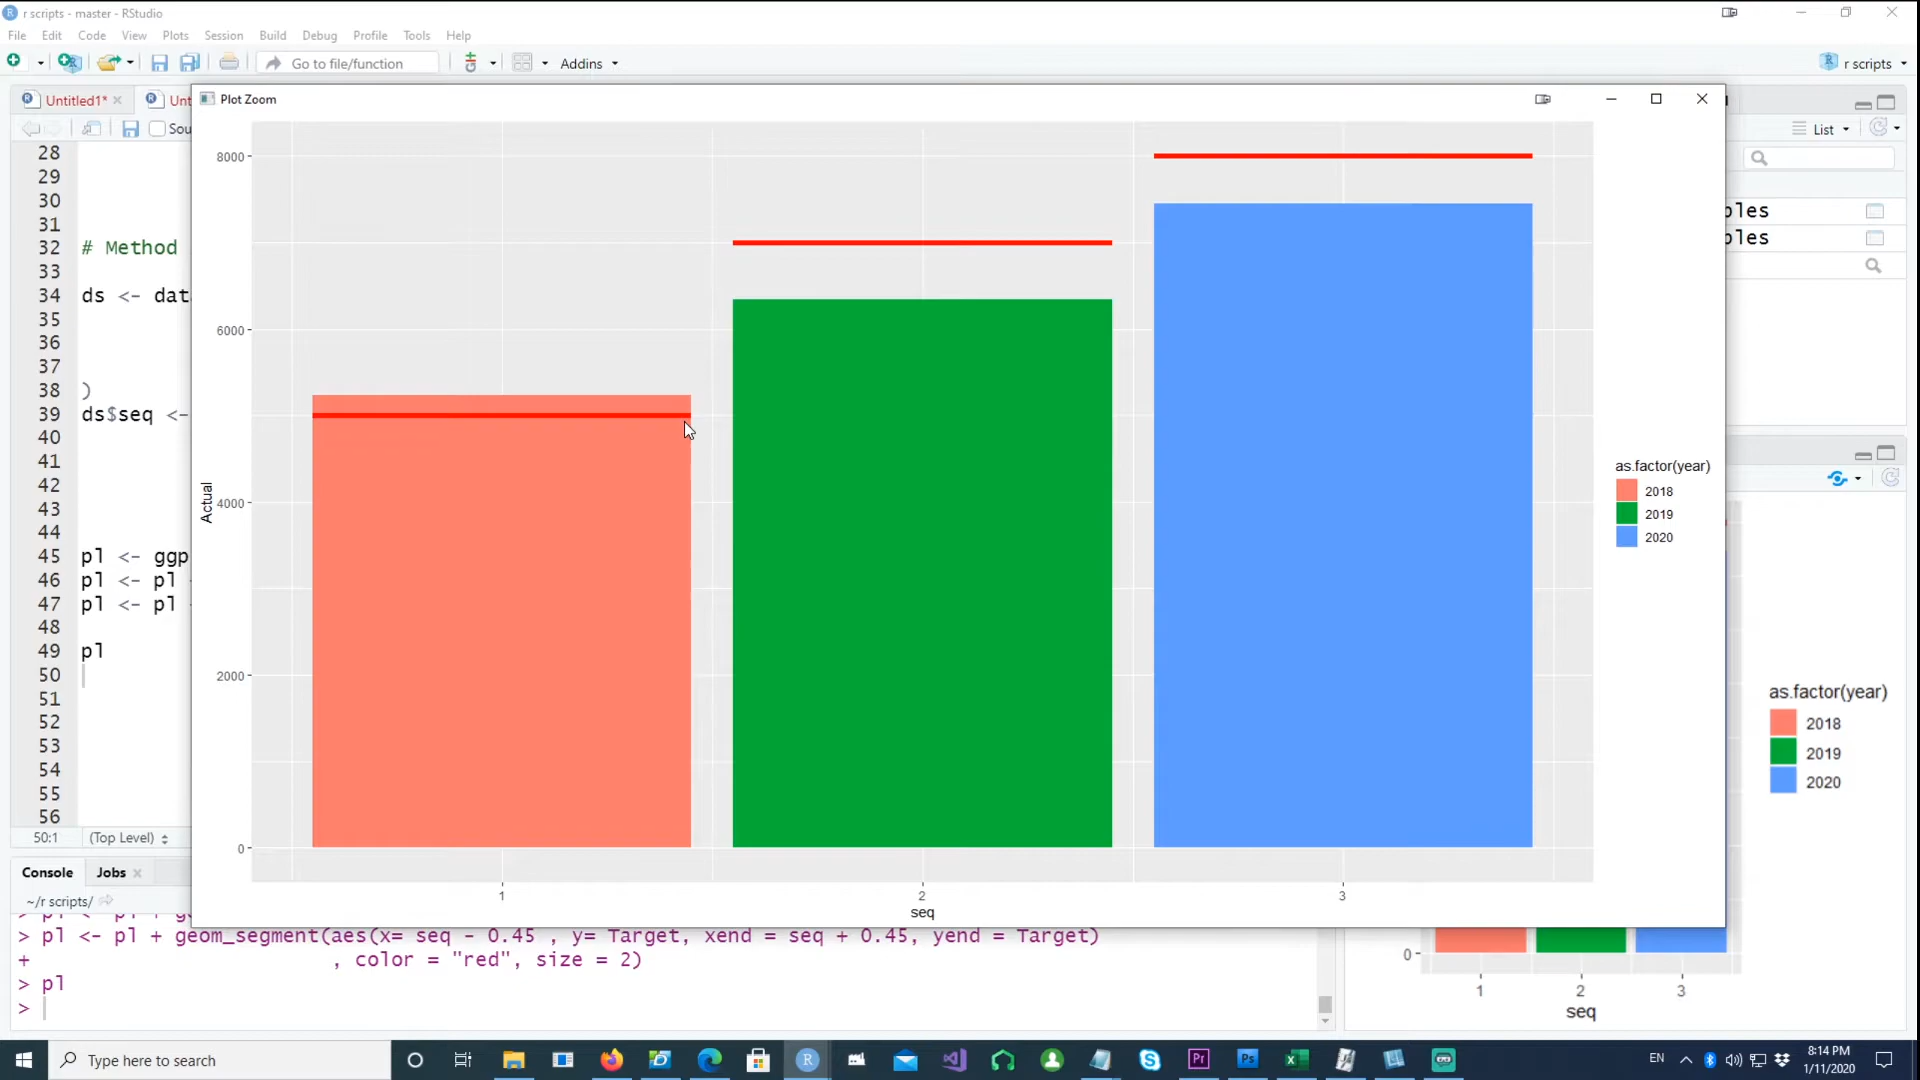 r scripts - master - RStudio
File Edit Code View Plots Session Build Debug Profile Tools Help
Go to file/function
Addins
r scripts
Untitled1*
Plot Zoom
List
28
29
30
31
32 # Method
33
34 ds <-
35
36
37
38 )
39 ds$seq <-
40
41
42
43
44
45 pl <-
46 pl <- pl
47 pl <- pl
48
49 pl
50
51
52
53
54
55
56
50:1 (Top Level)
8000
6000
4000
2000
0
Actual
1 2 3
seq
as.factor(year)
2018
2019
2020
as.factor(year)
2018
2019
2020
0
1 2 3
seq
Console Jobs
~/r scripts/
> pl <- pl + geom_segment(aes(x= seq - 0.45 , y= Target, xend = seq + 0.45, yend = Target)
+ , color = "red", size = 2)
> pl
>
Type here to search
EN
8:14 PM
1/11/2020